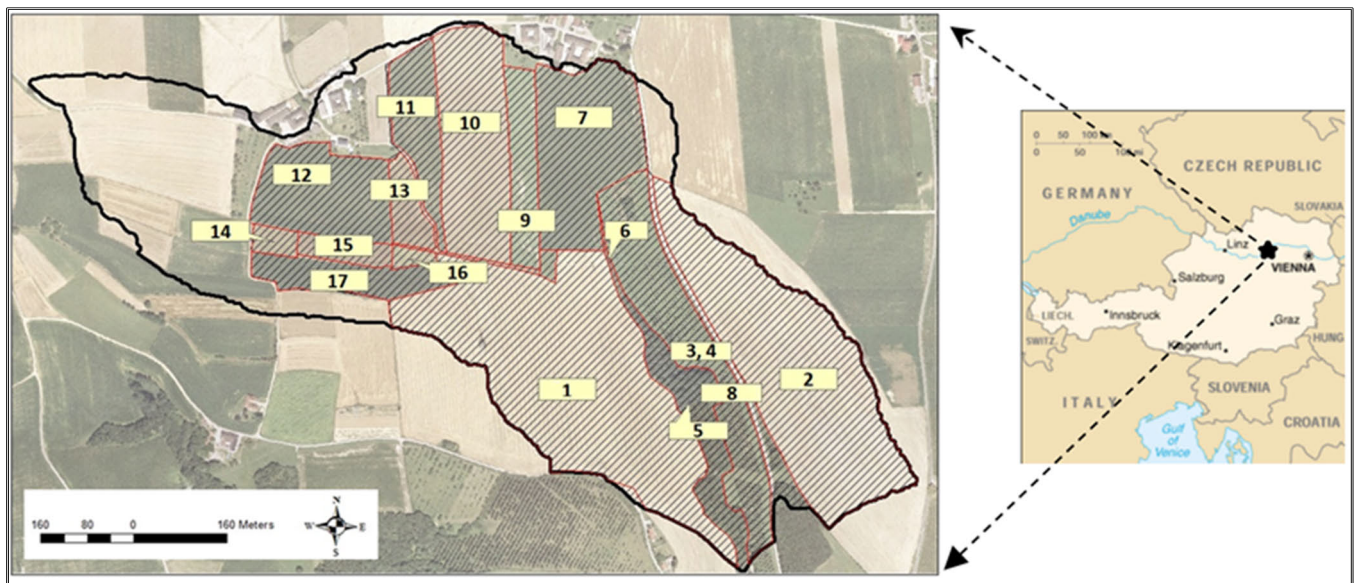 11
10
7
12
13
14
15
9
6
17
16
3, 4
1
8
2
5
160 80 0 160 Meters
N
W E
S
0 50 100 km
0 50 100 mi
CZECH REPUBLIC
GERMANY
SLOVAKIA
Danube
Linz
VIENNA
Salzburg
LIECH.
Innsbruck
Graz
HUNG
SWITZ.
Klagenfurt
SLOVENIA
ITALY
CROATIA
Gulf
of
Venice